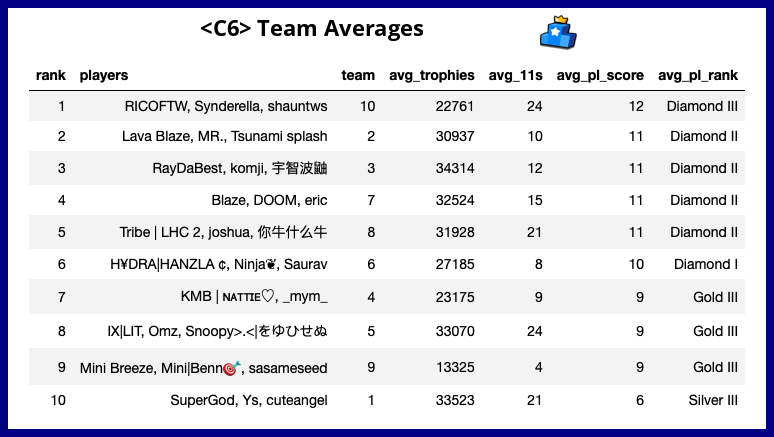 <C6> Team Averages
rank players team avg_trophies avg_11s avg_pl_score avg_pl_rank
1 RICOFTW, Synderella, shauntws 10 22761 24 12 Diamond III
2 Lava Blaze, MR., Tsunami splash 2 30937 10 11 Diamond II
3 RayDaBest, komji, 宇智波鼬 3 34314 12 11 Diamond II
4 Blaze, DOOM, eric 7 32524 15 11 Diamond II
5 Tribe | LHC 2, joshua, 你牛什么牛 8 31928 21 11 Diamond II
6 H¥DRA|HANZLA ¢, Ninja❦, Saurav 6 27185 8 10 Diamond I
7 KMB | ɴᴀᴛᴛɪᴇ♡, _mym_ 4 23175 9 9 Gold III
8 IX|LIT, Omz, Snoopy>.<|をゆひせぬ 5 33070 24 9 Gold III
9 Mini Breeze, Mini|Benn🎯, sasameseed 9 13325 4 9 Gold III
10 SuperGod, Ys, cuteangel 1 33523 21 6 Silver III